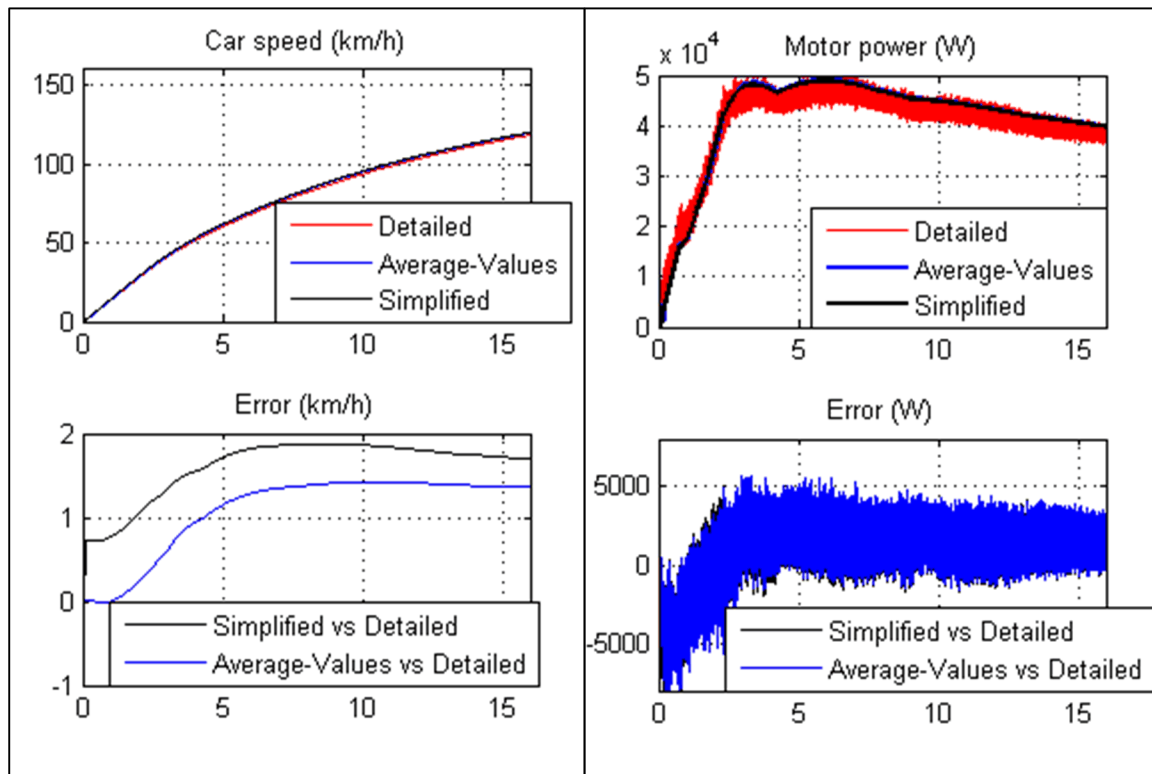 Car speed (km/h)
150
100
50
0
0 5 10 15
Detailed
Average-Values
Simplified
Motor power (W)
x 10^4
5
4
3
2
1
0
0 5 10 15
Detailed
Average-Values
Simplified
Error (km/h)
2
1
0
-1
0 5 10 15
Simplified vs Detailed
Average-Values vs Detailed
Error (W)
5000
0
-5000
0 5 10 15
Simplified vs Detailed
Average-Values vs Detailed